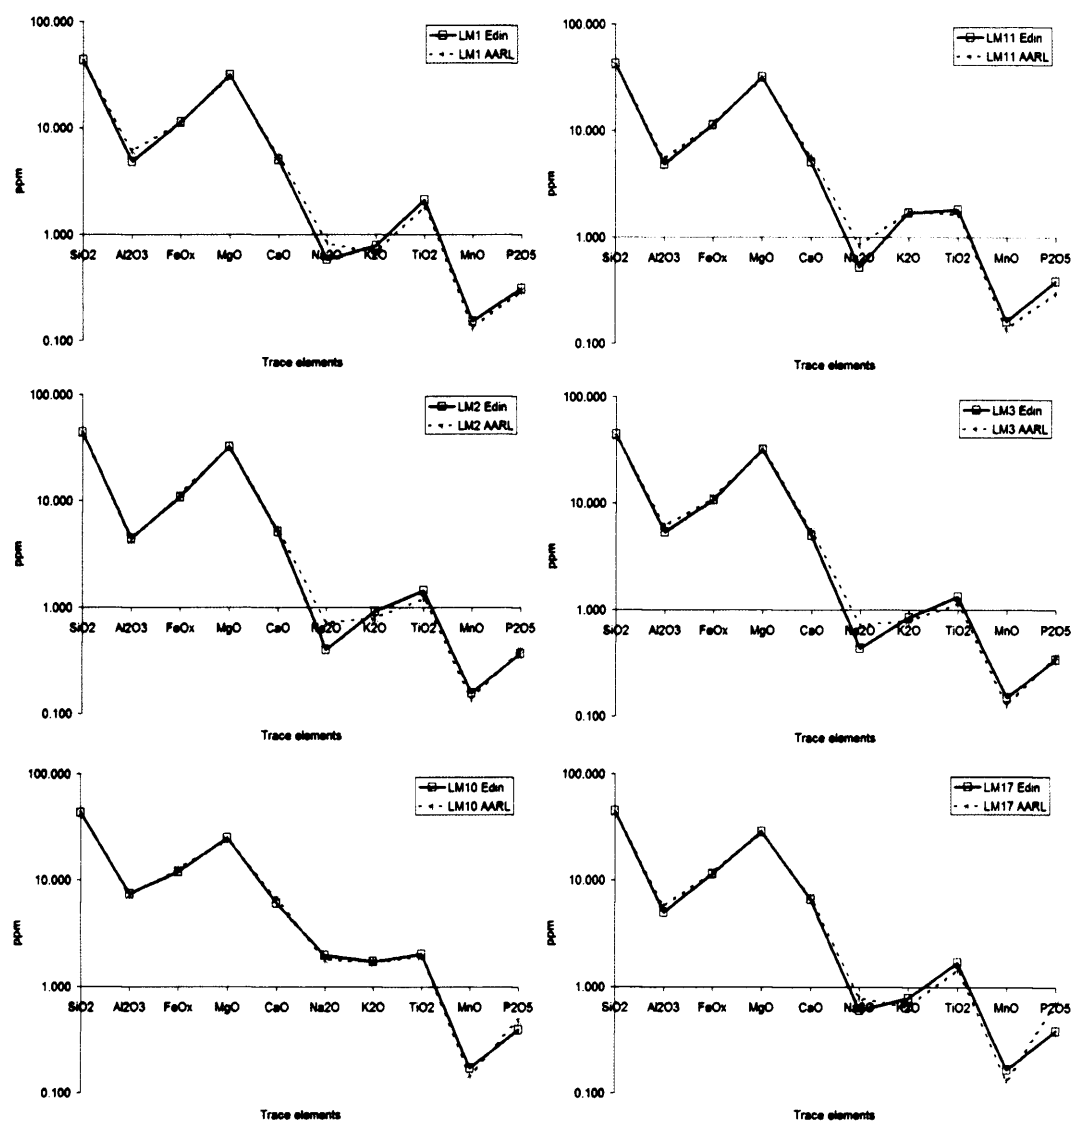 100.000
LM1 Edin
LM1 AARL
10.000
ppm
1.000
SiO2 Al2O3 FeOx MgO CaO Na2O K2O TiO2 MnO P2O5
0.100
Trace elements
100.000
LM11 Edin
LM11 AARL
10.000
ppm
1.000
SiO2 Al2O3 FeOx MgO CaO Na2O K2O TiO2 MnO P2O5
0.100
Trace elements
100.000
LM2 Edin
LM2 AARL
10.000
ppm
1.000
SiO2 Al2O3 FeOx MgO CaO Na2O K2O TiO2 MnO P2O5
0.100
Trace elements
100.000
LM3 Edin
LM3 AARL
10.000
ppm
1.000
SiO2 Al2O3 FeOx MgO CaO Na2O K2O TiO2 MnO P2O5
0.100
Trace elements
100.000
LM10 Edin
LM10 AARL
10.000
ppm
1.000
SiO2 Al2O3 FeOx MgO CaO Na2O K2O TiO2 MnO P2O5
0.100
Trace elements
100.000
LM17 Edin
LM17 AARL
10.000
ppm
1.000
SiO2 Al2O3 FeOx MgO CaO Na2O K2O TiO2 MnO P2O5
0.100
Trace elements